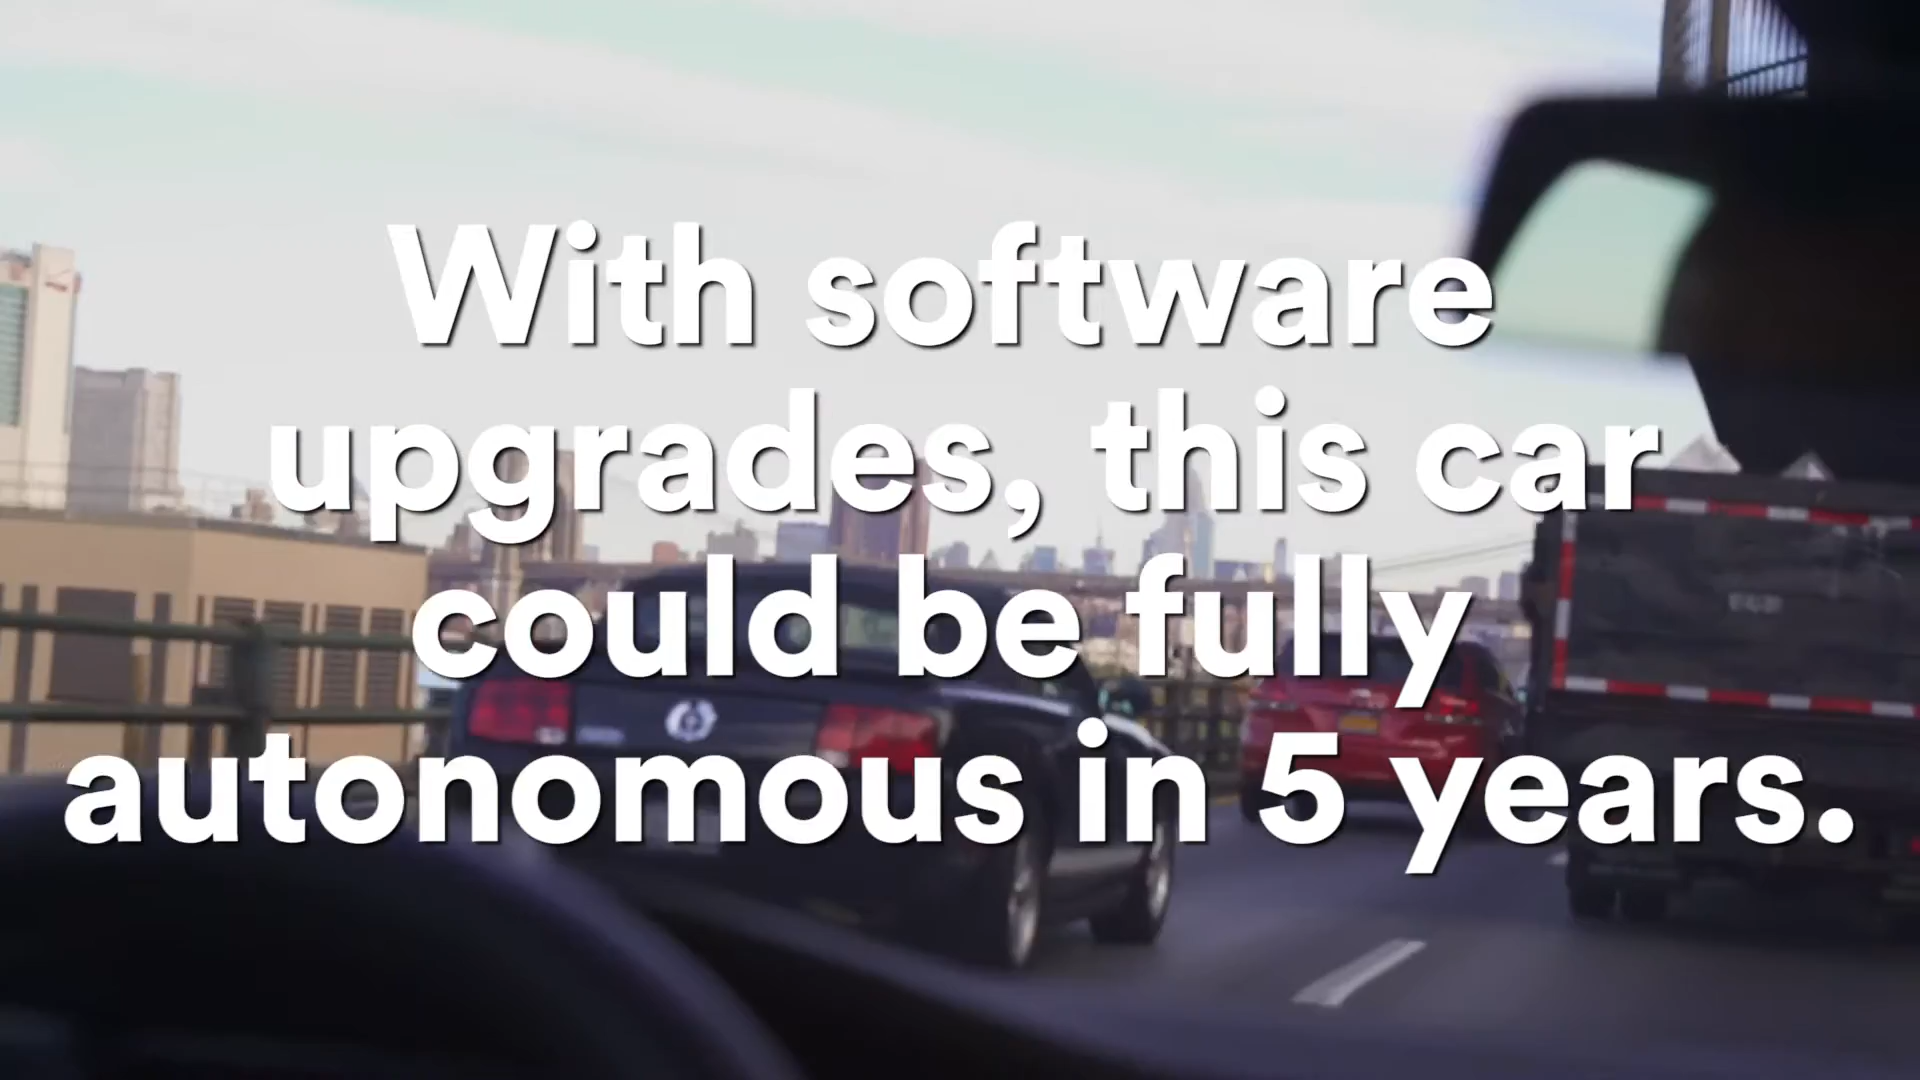 With software
upgrades, this car
could be fully
autonomous in 5 years.